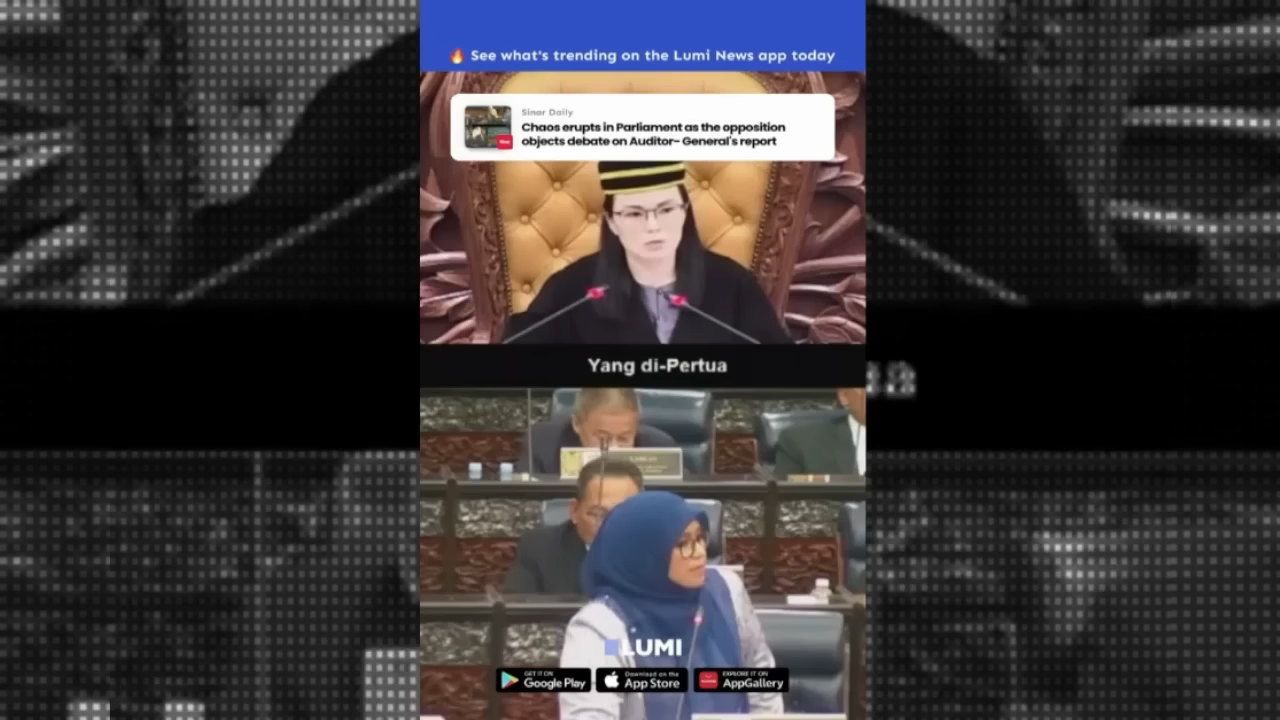 🔥 See what's trending on the Lumi News app today
Sinar Daily
Chaos erupts in Parliament as the opposition
objects debate on Auditor- General's report
Yang di-Pertua
LUMI
GET IT ON
Google Play
Download on the
App Store
EXPLORE IT ON
AppGallery